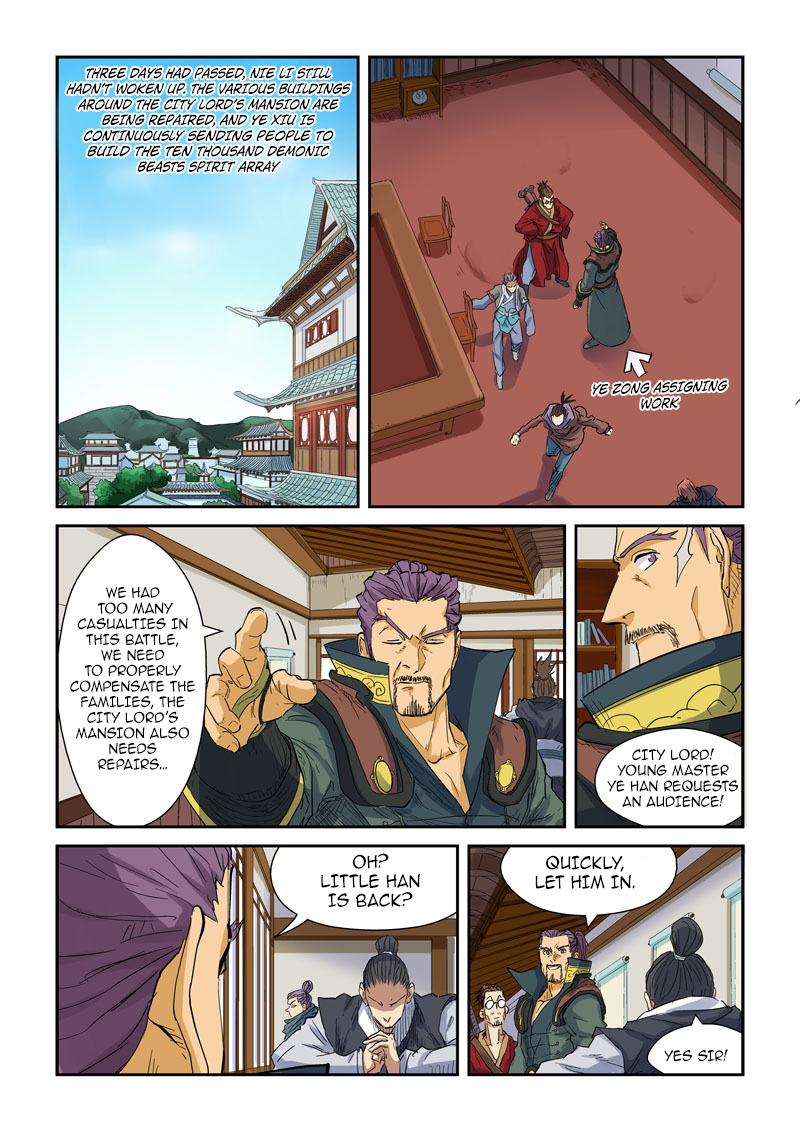 THREE DAYS HAD PASSED, NIE LI STILL
HADN'T WOKEN UP. THE VARIOUS BUILDINGS
AROUND THE CITY LORD'S MANSION ARE
BEING REPAIRED, AND YE XIU IS
CONTINUOUSLY SENDING PEOPLE TO
BUILD THE TEN THOUSAND DEMONIC
BEASTS SPIRIT ARRAY
YE ZONG ASSIGNING
WORK
WE HAD
TOO MANY
CASUALTIES IN
THIS BATTLE,
WE NEED
TO PROPERLY
COMPENSATE THE
FAMILIES, THE
CITY LORD'S
MANSION ALSO
NEEDS
REPAIRS...
CITY LORD!
YOUNG MASTER
YE HAN REQUESTS
AN AUDIENCE!
OH?
LITTLE HAN
IS BACK?
QUICKLY,
LET HIM IN.
YES SIR!